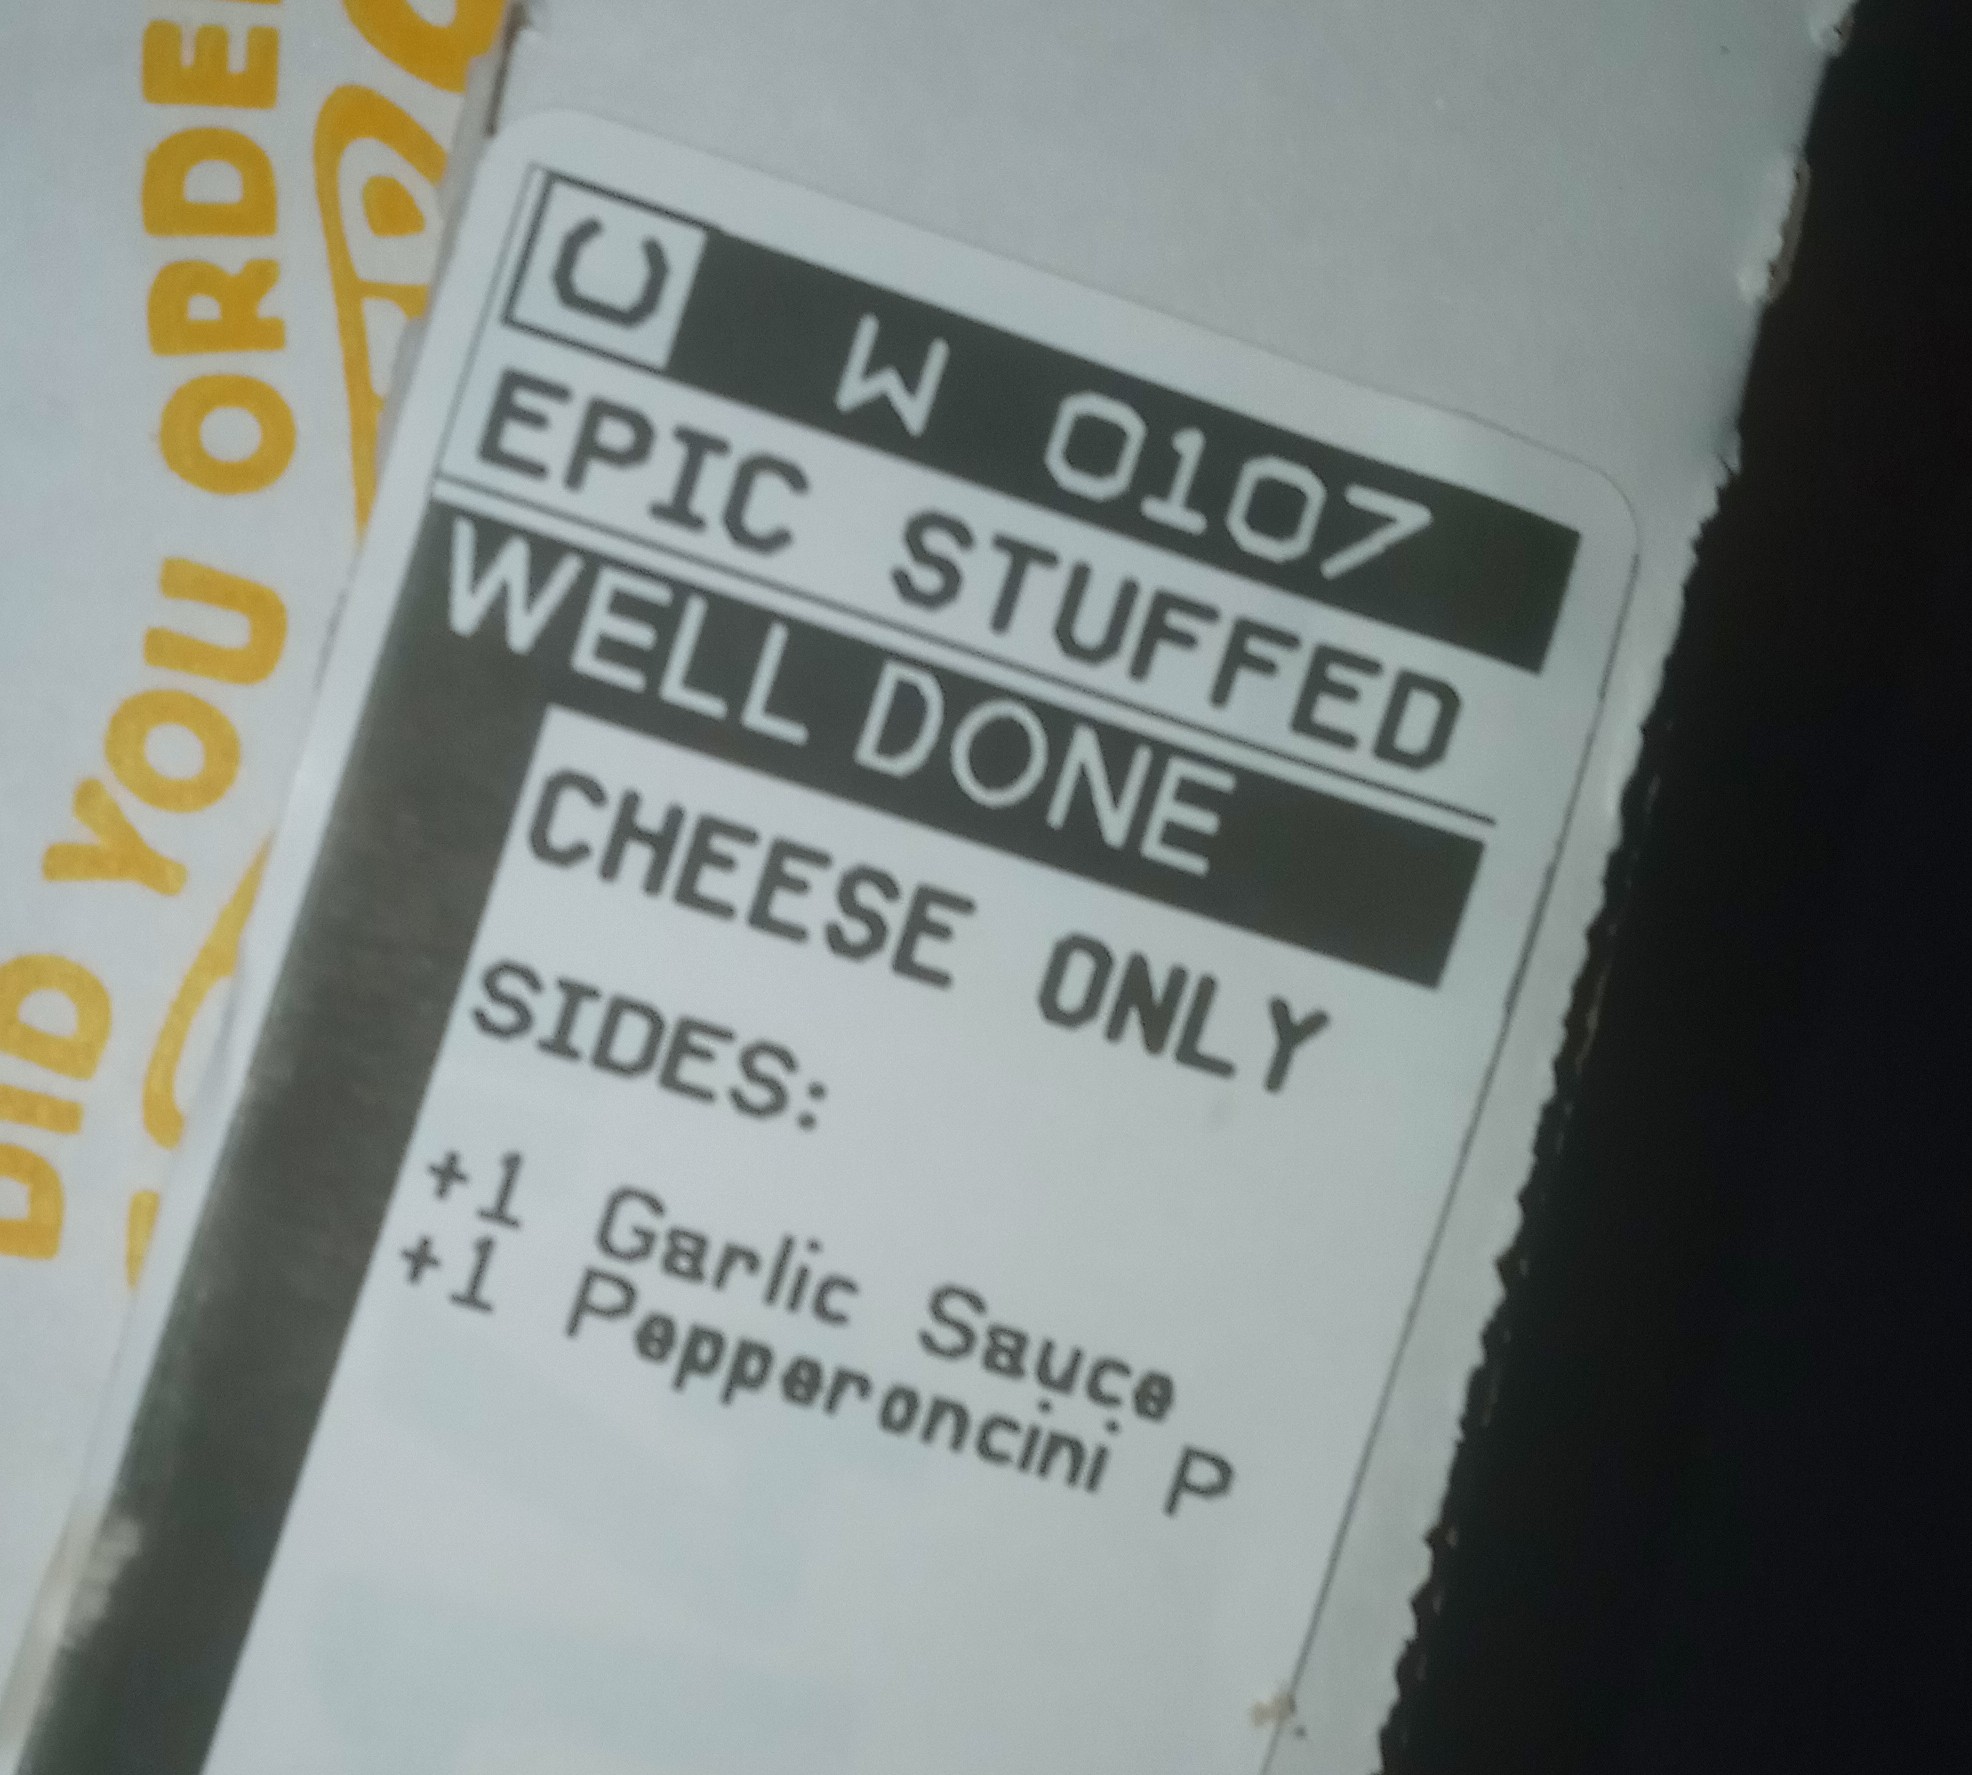 DID YOU ORDE
C W 0107
EPIC STUFFED
WELL DONE
CHEESE ONLY
SIDES:
+1 Garlic Sauce
+1 Pepperoncini P